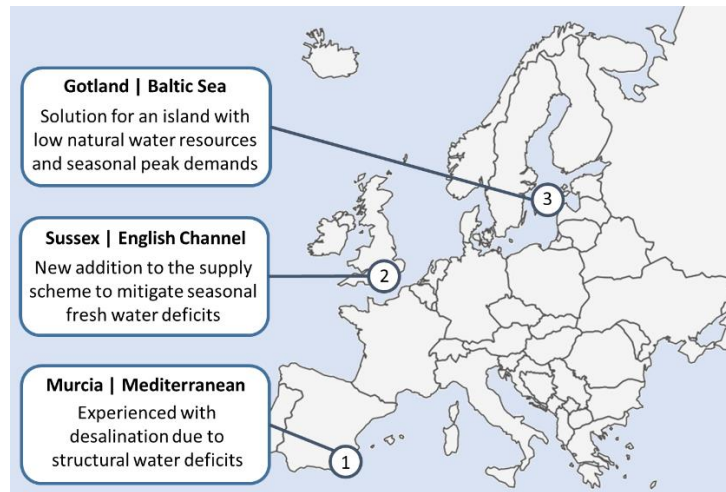 Gotland | Baltic Sea
Solution for an island with
low natural water resources
and seasonal peak demands
3
Sussex | English Channel
New addition to the supply
scheme to mitigate seasonal
fresh water deficits
2
Murcia | Mediterranean
Experienced with
desalination due to
structural water deficits
1